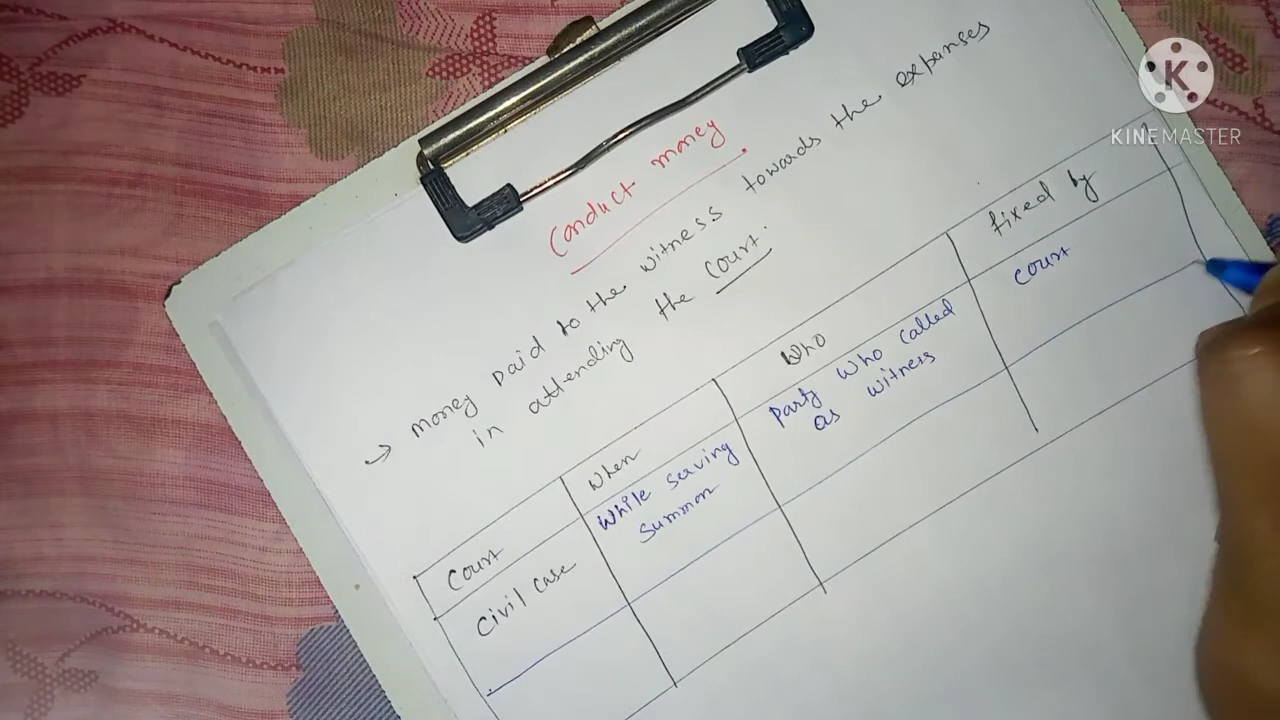 Conduct money
→ money paid to the witness towards the expenses
in attending the Court.
Court When Who fixed by
Civil case While serving Party Who called court
summon as witness
K
KINEMASTER